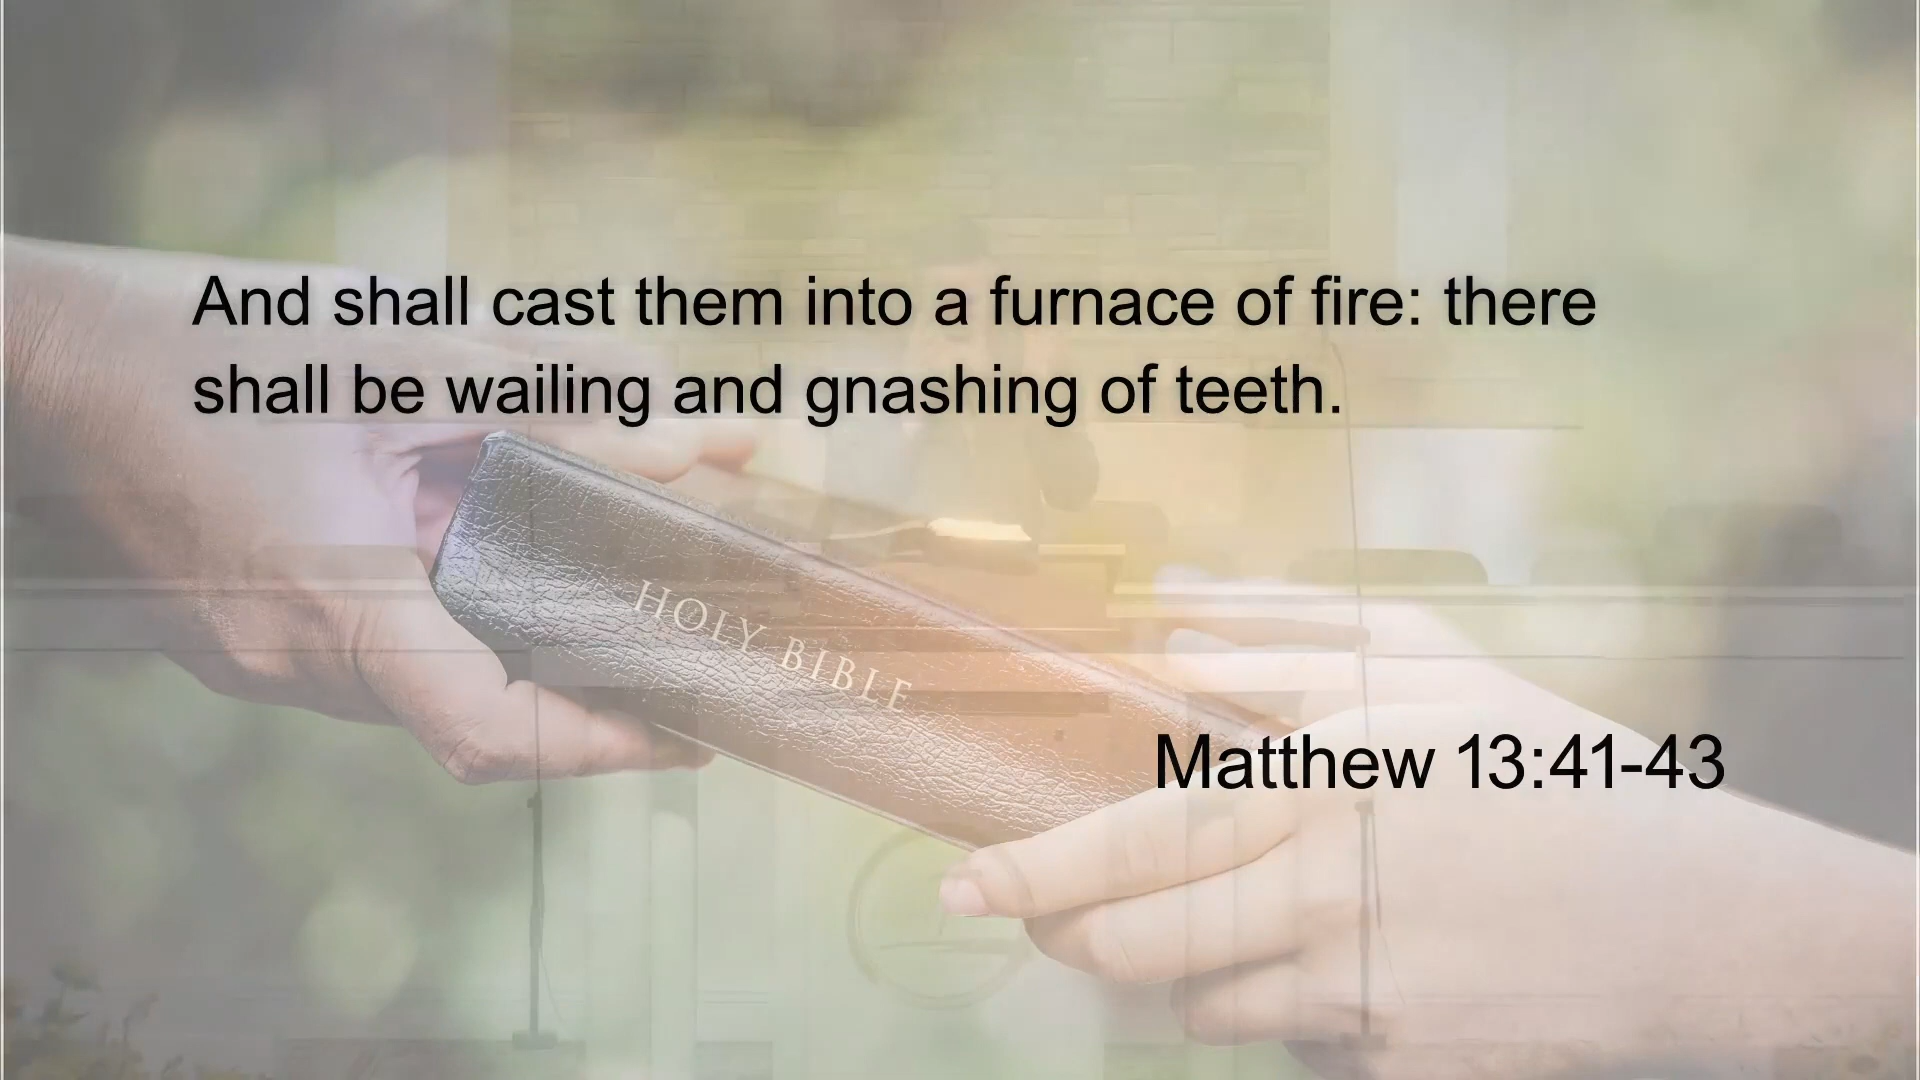 And shall cast them into a furnace of fire: there
shall be wailing and gnashing of teeth.
HOLY BIBLE
Matthew 13:41-43